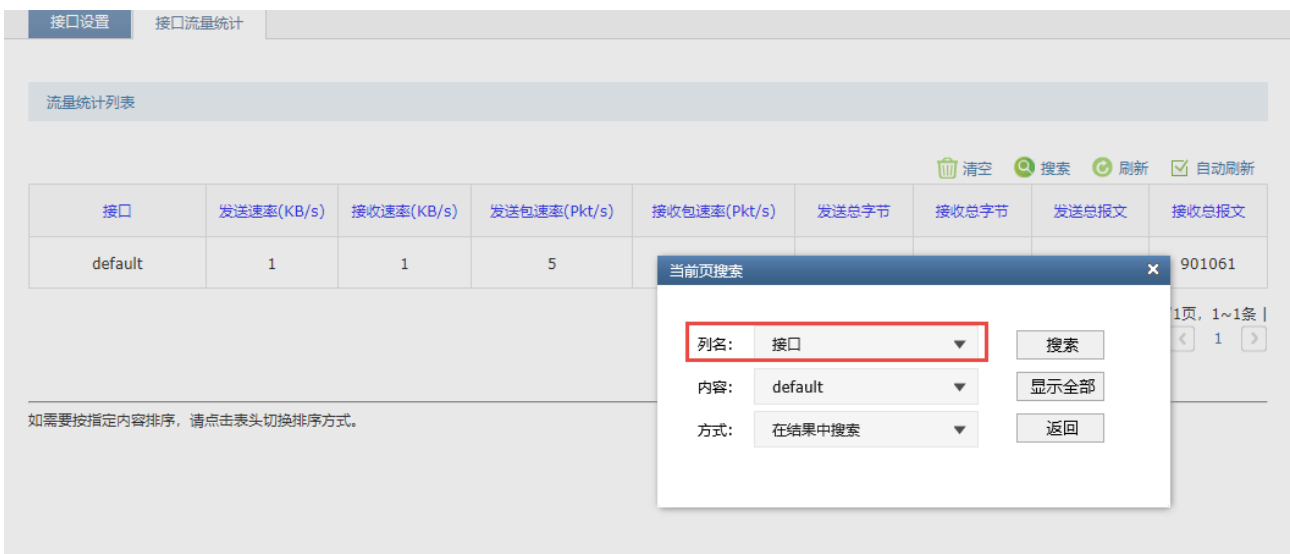 接口设置 接口流量统计
流量统计列表
清空 搜索 刷新 自动刷新
接口 发送速率(KB/s) 接收速率(KB/s) 发送包速率(Pkt/s) 接收包速率(Pkt/s) 发送总字节 接收总字节 发送总报文 接收总报文
default 1 1 5 901061
当前页搜索 ×
1页, 1~1条 |
列名: 接口 搜索
< 1 >
内容: default 显示全部
如需要按指定内容排序，请点击表头切换排序方式。
方式: 在结果中搜索 返回